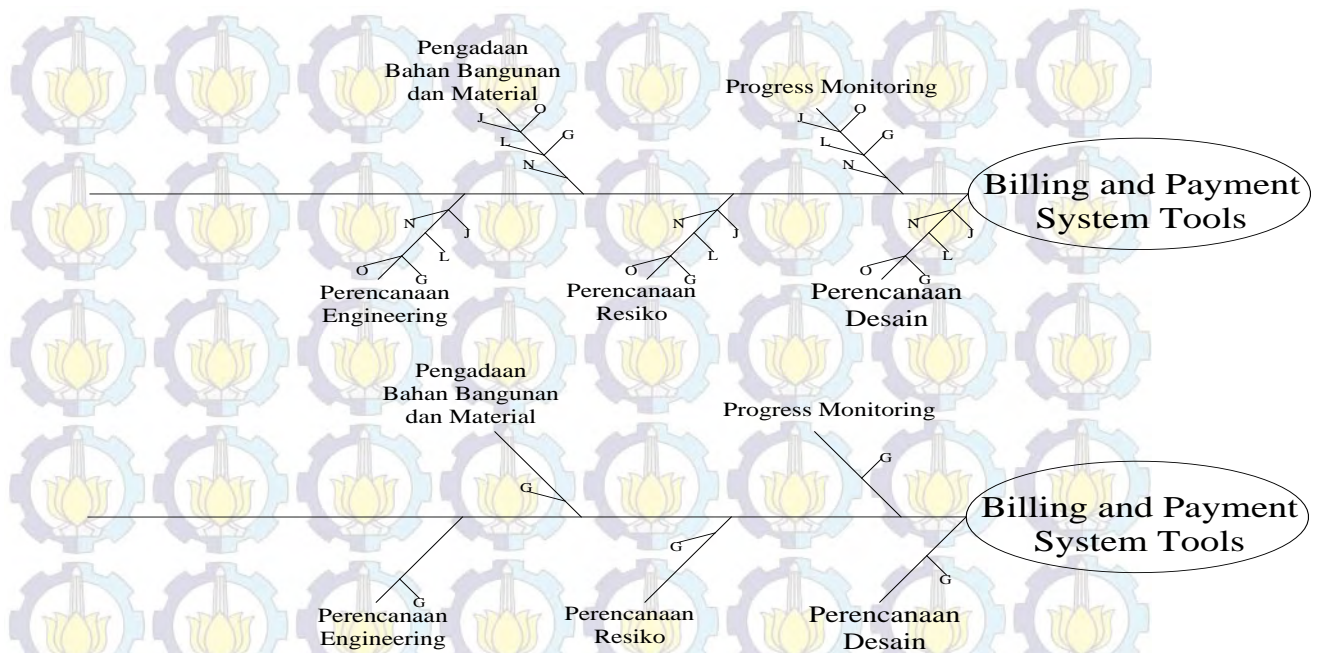 Pengadaan
Bahan Bangunan
dan Material
Progress Monitoring
J
O
L
G
N
J
O
L
G
N
Billing and Payment
System Tools
N
J
L
O
G
N
J
L
O
G
N
J
L
O
G
Perencanaan
Engineering
Perencanaan
Resiko
Perencanaan
Desain
Pengadaan
Bahan Bangunan
dan Material
Progress Monitoring
G
G
Billing and Payment
System Tools
G
G
G
Perencanaan
Engineering
Perencanaan
Resiko
Perencanaan
Desain